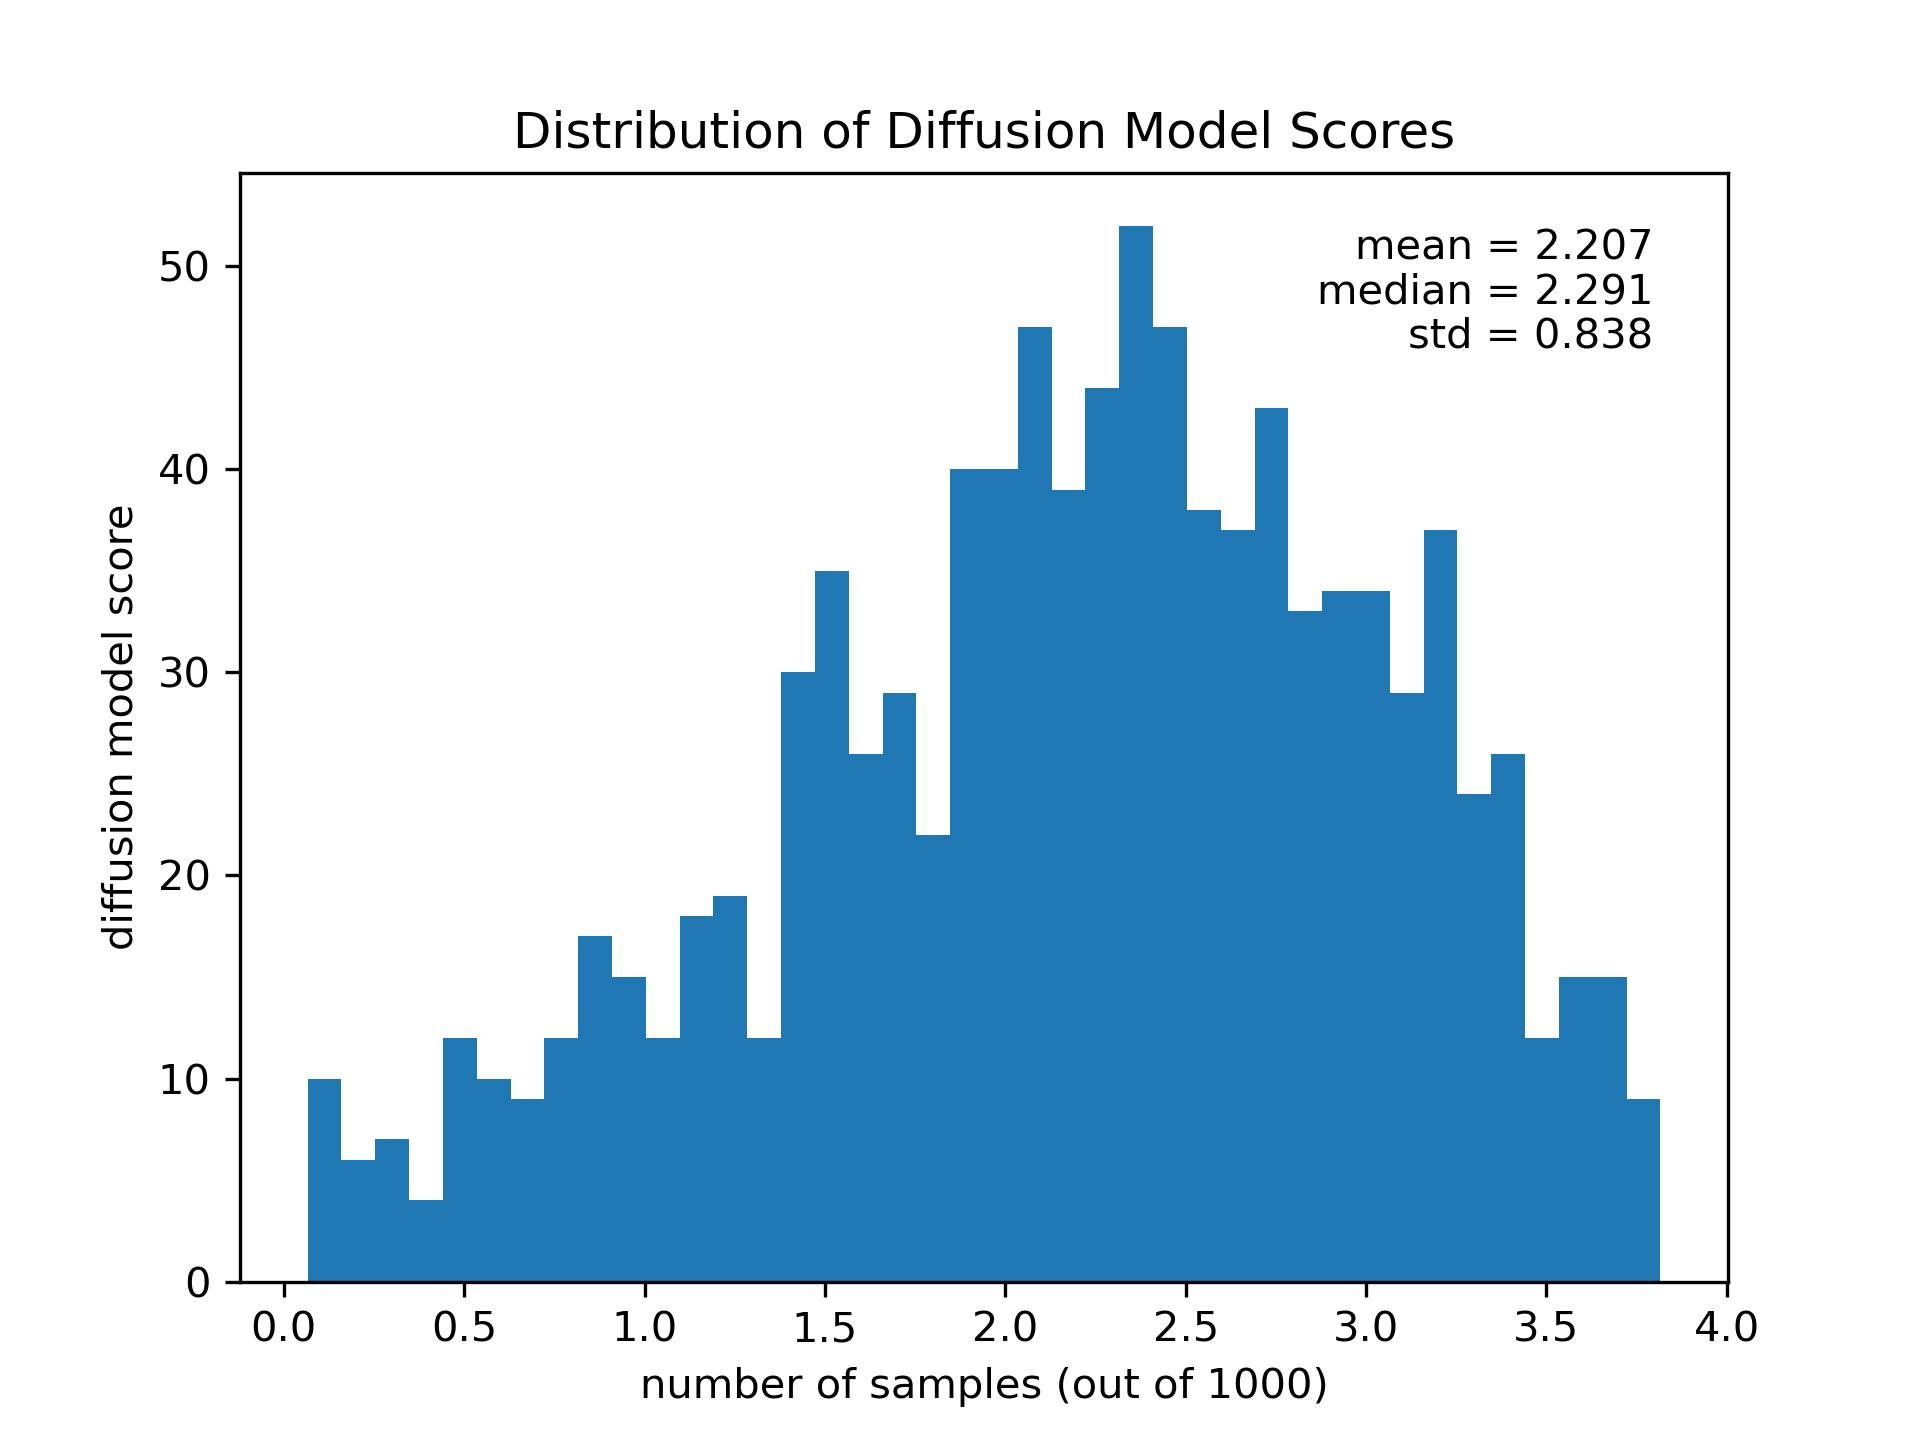 Distribution of Diffusion Model Scores
mean = 2.207
median = 2.291
std = 0.838
50
40
30
20
10
0
diffusion model score
0.0 0.5 1.0 1.5 2.0 2.5 3.0 3.5 4.0
number of samples (out of 1000)